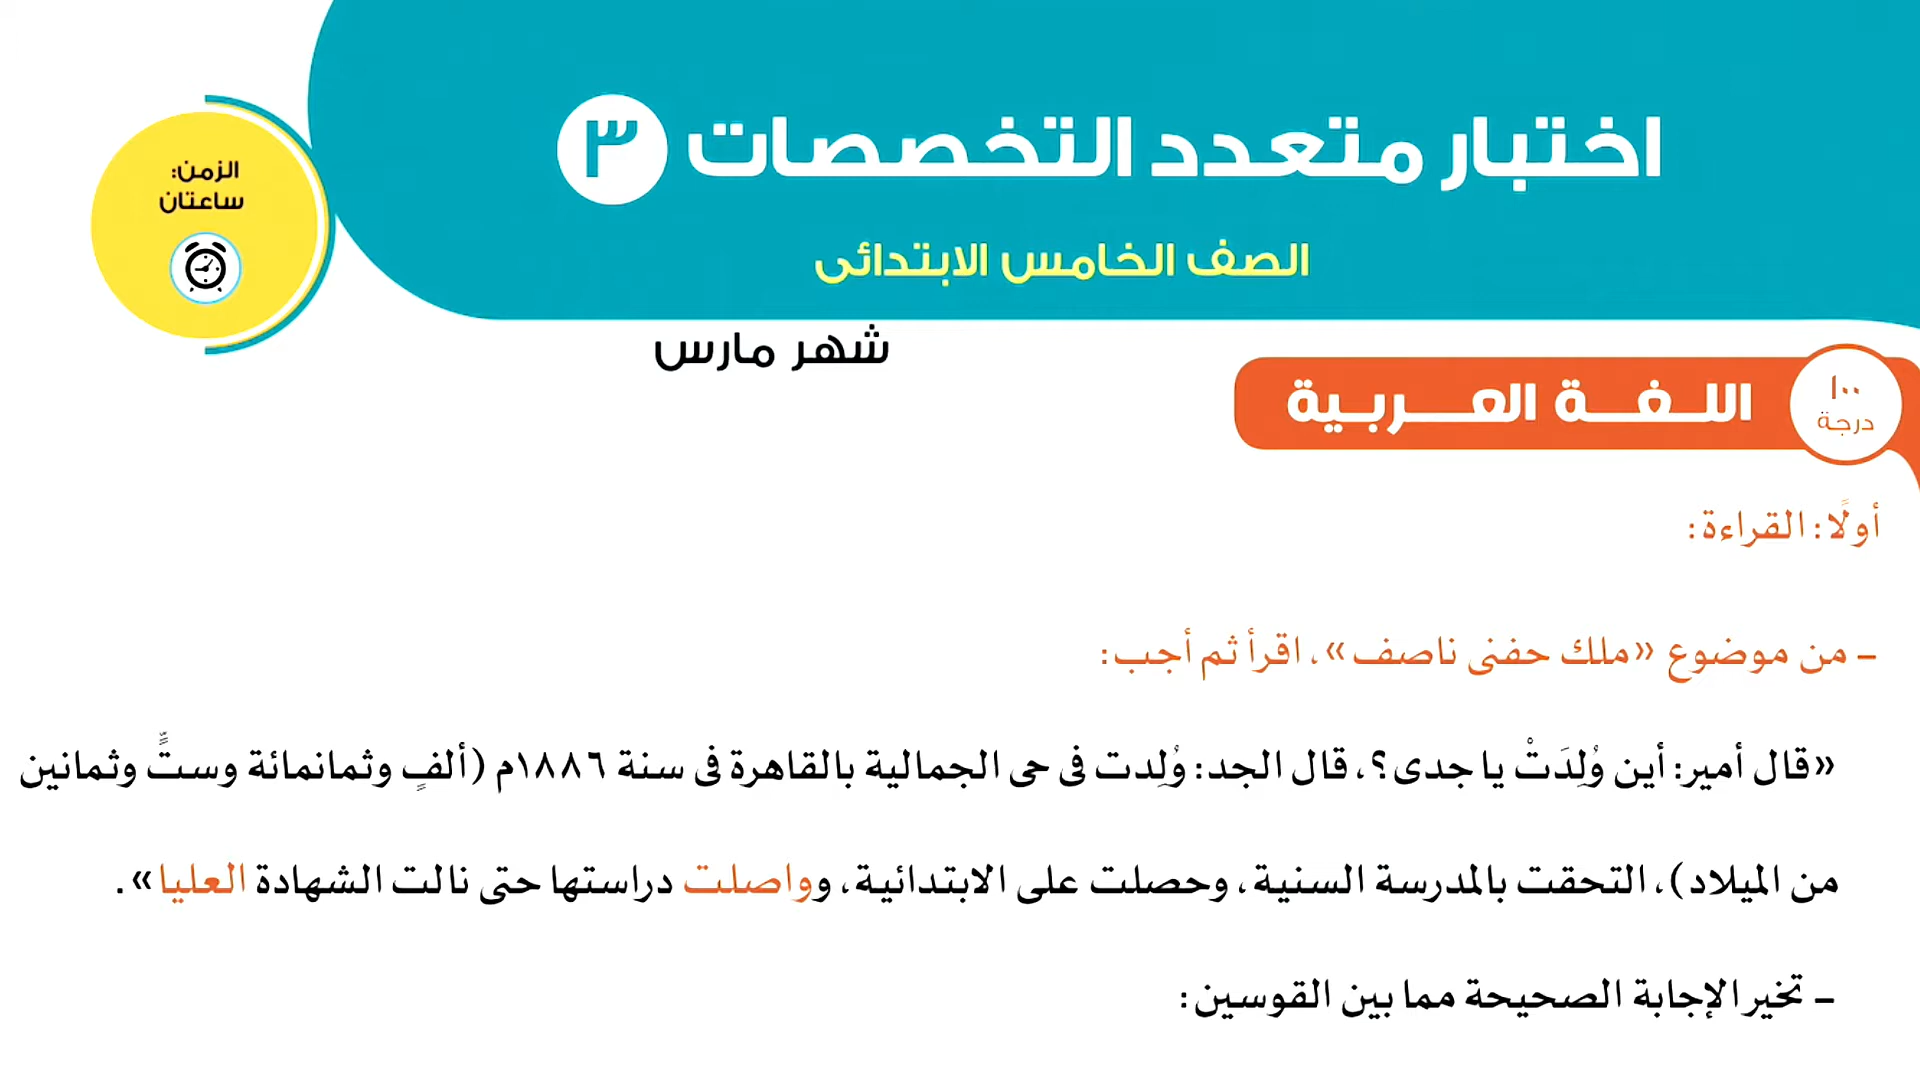 اختبار متعدد التخصصات ٣
الصف الخامس الابتدائى
الزمن:
ساعتان
شهر مارس
١٠٠
درجة
اللغة العربية
أولًا: القراءة:
– من موضوع «ملك حفنى ناصف»، اقرأ ثم أجب:
«قال أمير: أين وُلِدَتْ يا جدى؟، قال الجد: وُلِدت فى حى الجمالية بالقاهرة فى سنة ١٨٨٦م (ألفٍ وثمانمائة وستٍّ وثمانين
من الميلاد)، التحقت بالمدرسة السنية، وحصلت على الابتدائية، وواصلت دراستها حتى نالت الشهادة العليا».
– تخير الإجابة الصحيحة مما بين القوسين: